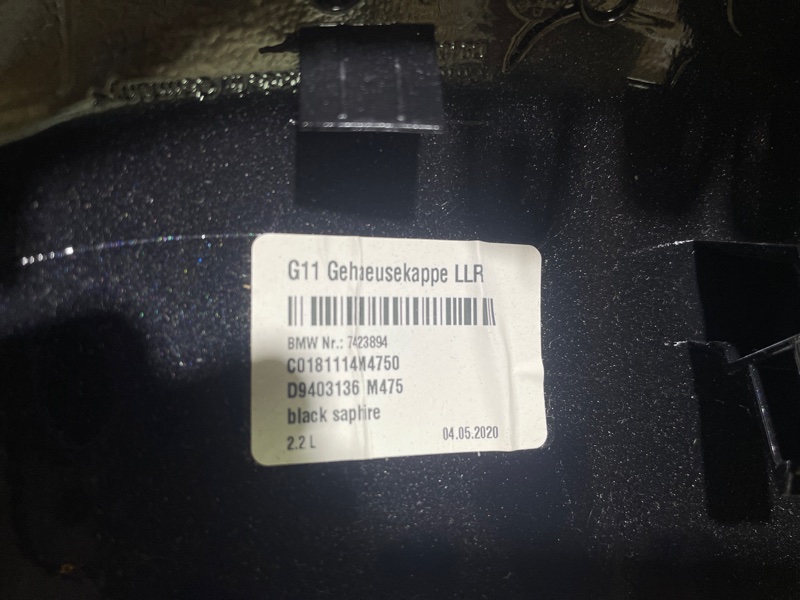 G11 Gehaeusekappe LLR
BMW Nr.: 7423894
C0181114M4750
D9403136 M475
black saphire
2.2 L
04.05.2020